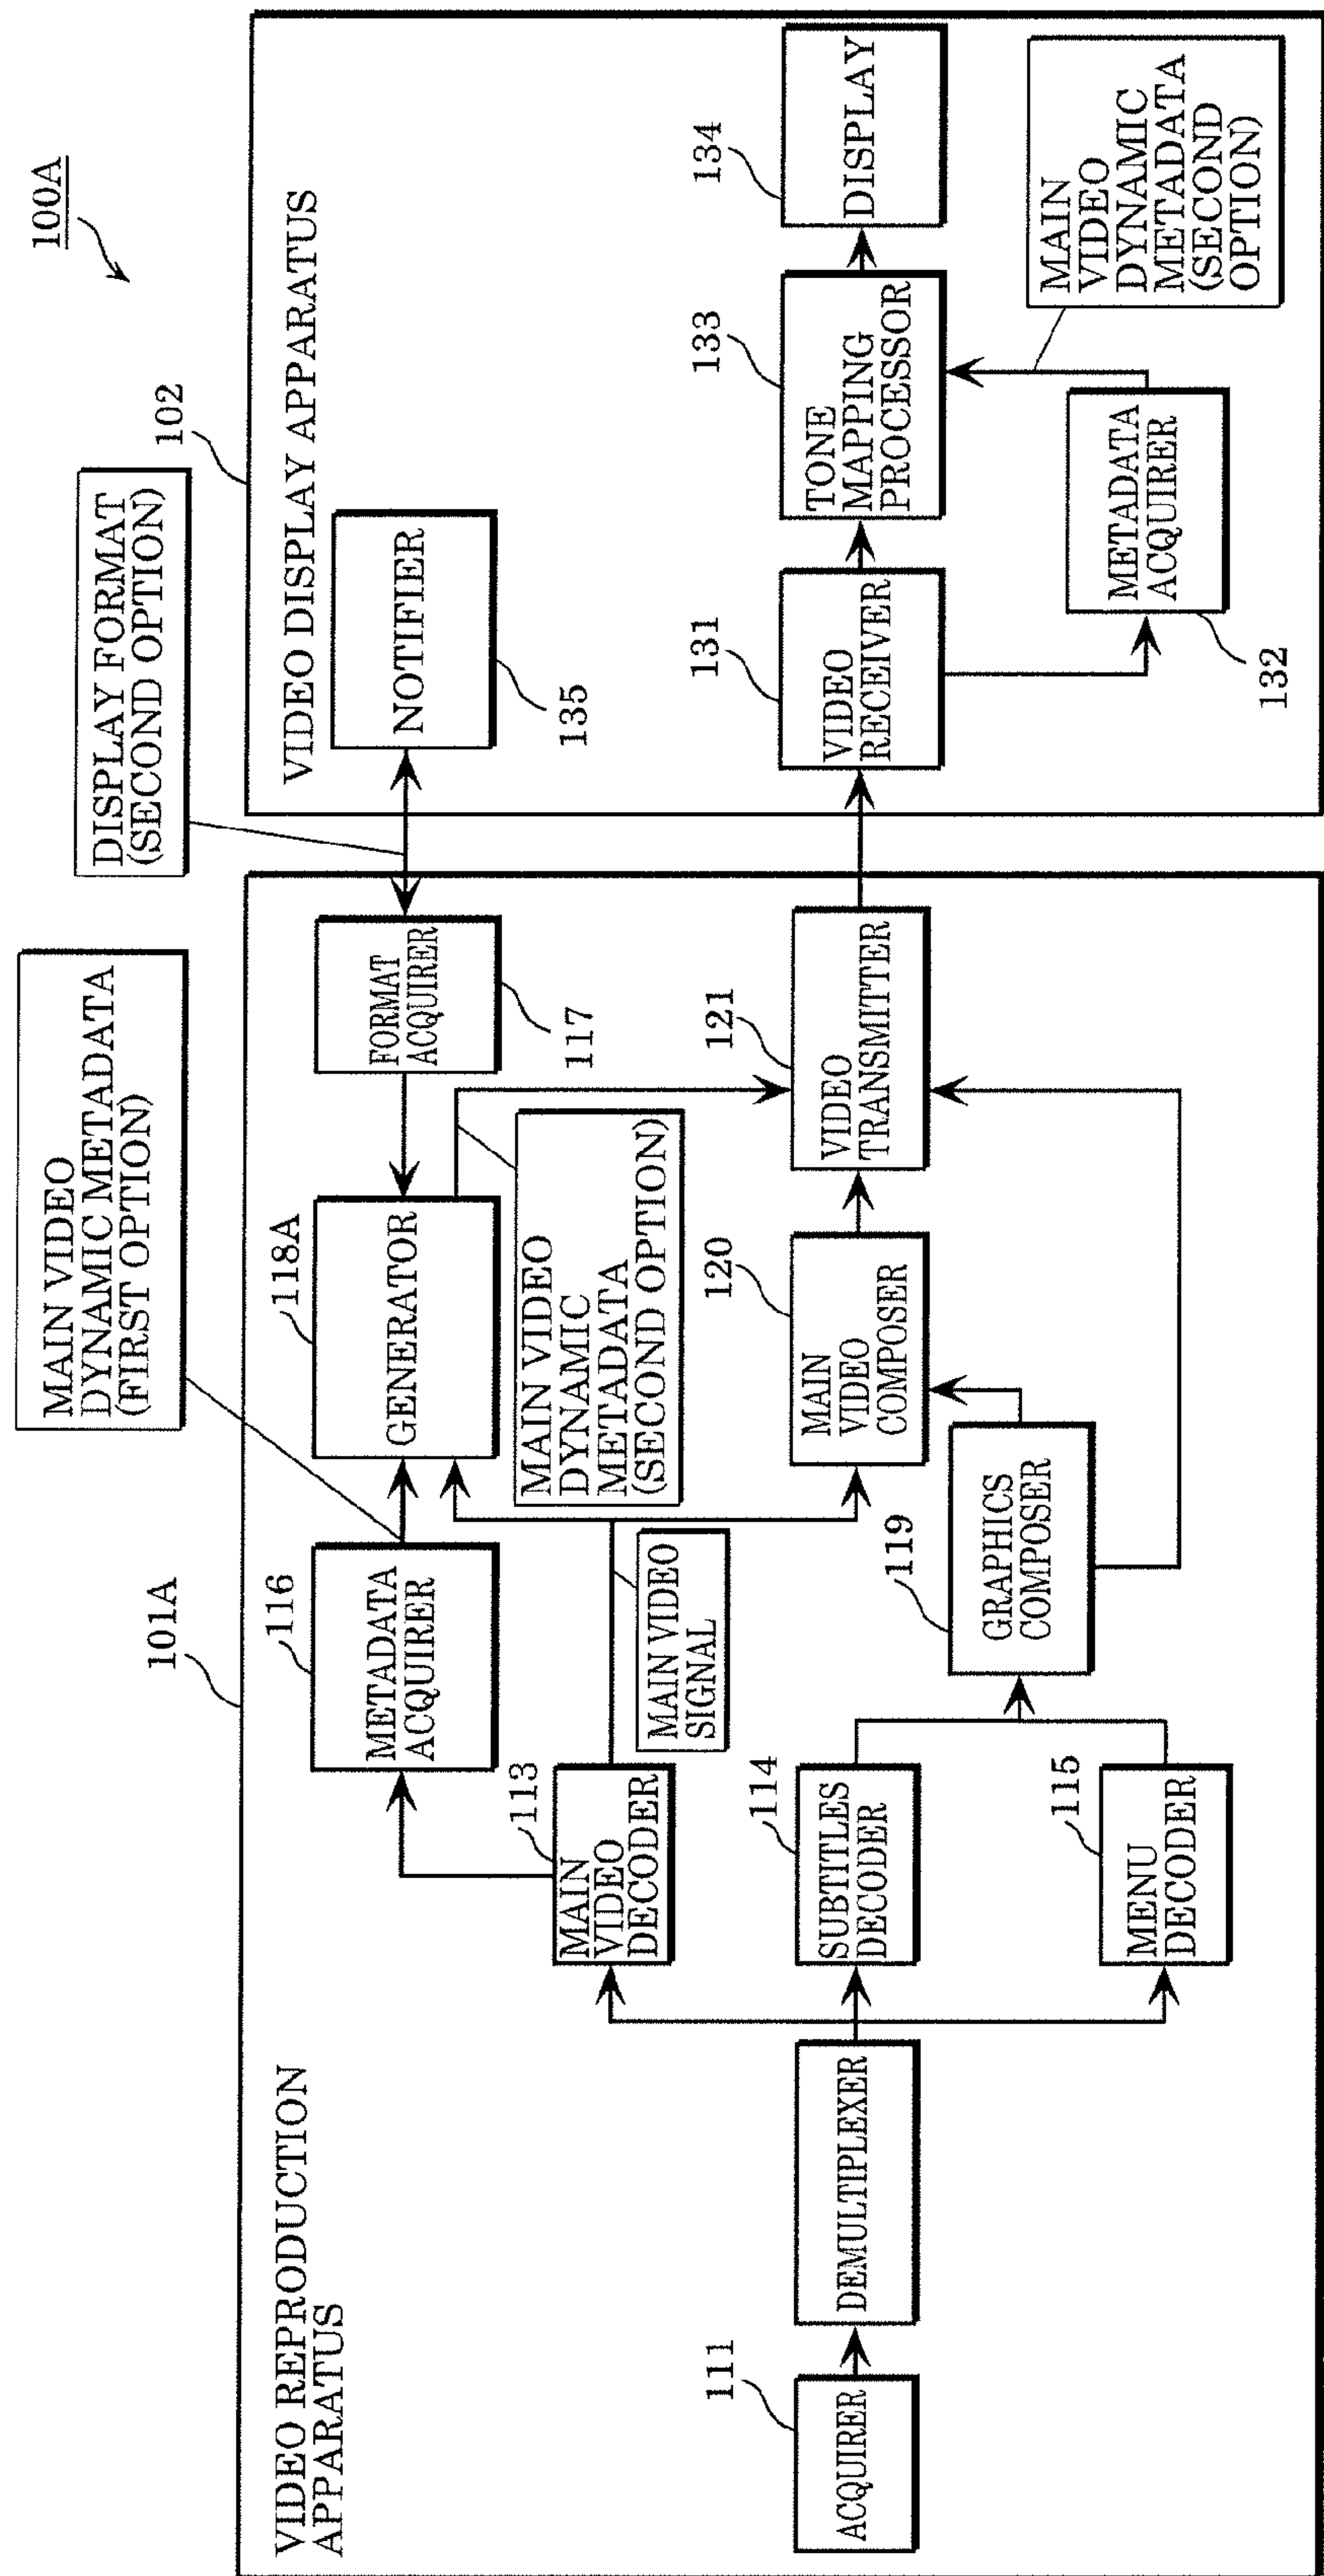 100A
101A
VIDEO REPRODUCTION
APPARATUS
111
ACQUIRER
DEMULTIPLEXER
113
MAIN
VIDEO
DECODER
114
SUBTITLES
DECODER
115
MENU
DECODER
116
METADATA
ACQUIRER
MAIN VIDEO
DYNAMIC METADATA
(FIRST OPTION)
MAIN VIDEO
SIGNAL
118A
GENERATOR
MAIN VIDEO
DYNAMIC
METADATA
(SECOND OPTION)
119
GRAPHICS
COMPOSER
120
MAIN
VIDEO
COMPOSER
FORMAT
ACQUIRER
117
121
VIDEO
TRANSMITTER
DISPLAY FORMAT
(SECOND OPTION)
102
VIDEO DISPLAY APPARATUS
NOTIFIER
135
131
VIDEO
RECEIVER
METADATA
ACQUIRER
132
133
TONE
MAPPING
PROCESSOR
134
DISPLAY
MAIN
VIDEO
DYNAMIC
METADATA
(SECOND
OPTION)